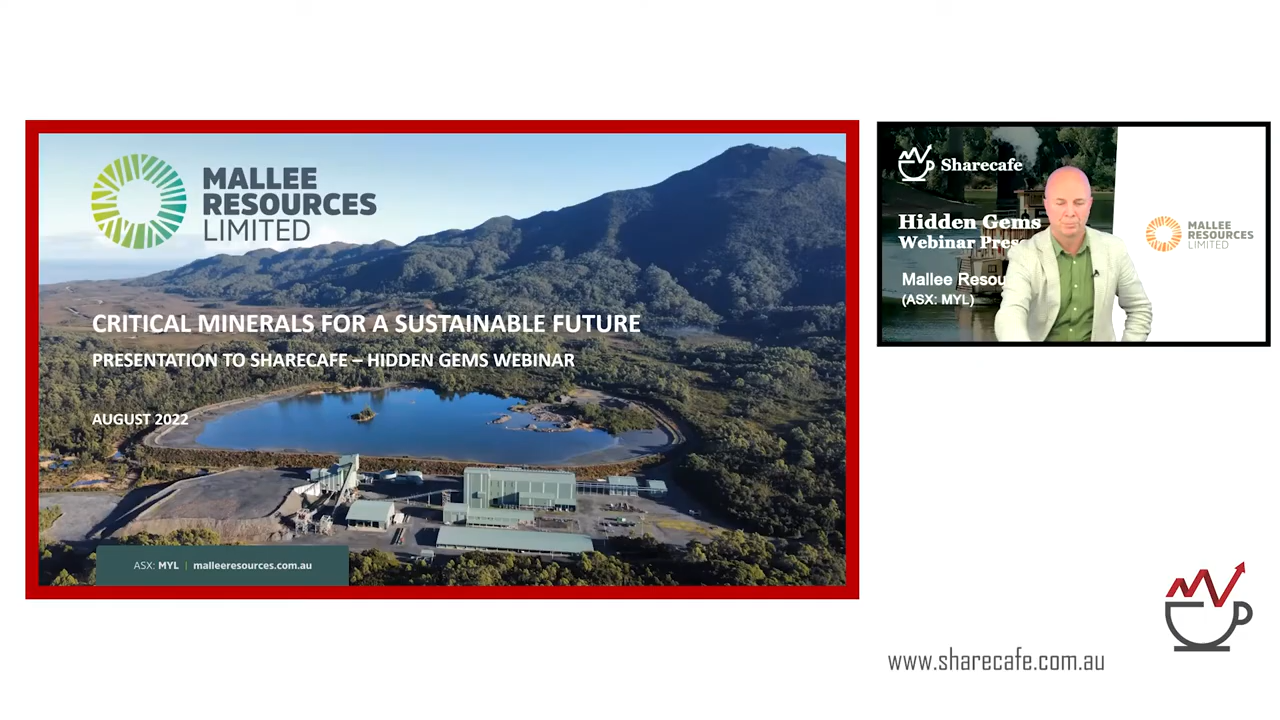 MALLEE
RESOURCES
LIMITED
CRITICAL MINERALS FOR A SUSTAINABLE FUTURE
PRESENTATION TO SHARECAFE – HIDDEN GEMS WEBINAR
AUGUST 2022
ASX: MYL | malleeresources.com.au
Sharecafe
Hidden Gems
Webinar
Mallee
(ASX: MYL)
MALLEE
RESOURCES
LIMITED
www.sharecafe.com.au